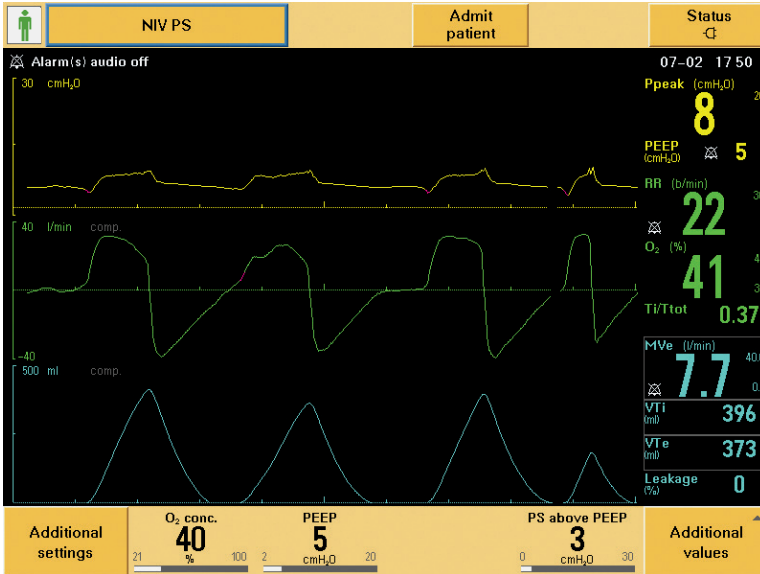 NIV PS
Admit
patient
Status
Alarm(s) audio off
07-02 17 50
30 cmH₂O
Ppeak (cmH₂O)
8
20
PEEP
(cmH₂O)
5
RR (b/min)
22
30
40 l/min comp.
O₂ (%)
41
Ti/Ttot 0.37
-40
MVe (l/min)
7.7
40.0
500 ml comp.
VTi
(ml)
396
VTe
(ml)
373
Leakage
(%)
0
Additional
settings
O₂ conc.
40
21 % 100
PEEP
5
2 cmH₂O 20
PS above PEEP
3
0 cmH₂O 30
Additional
values